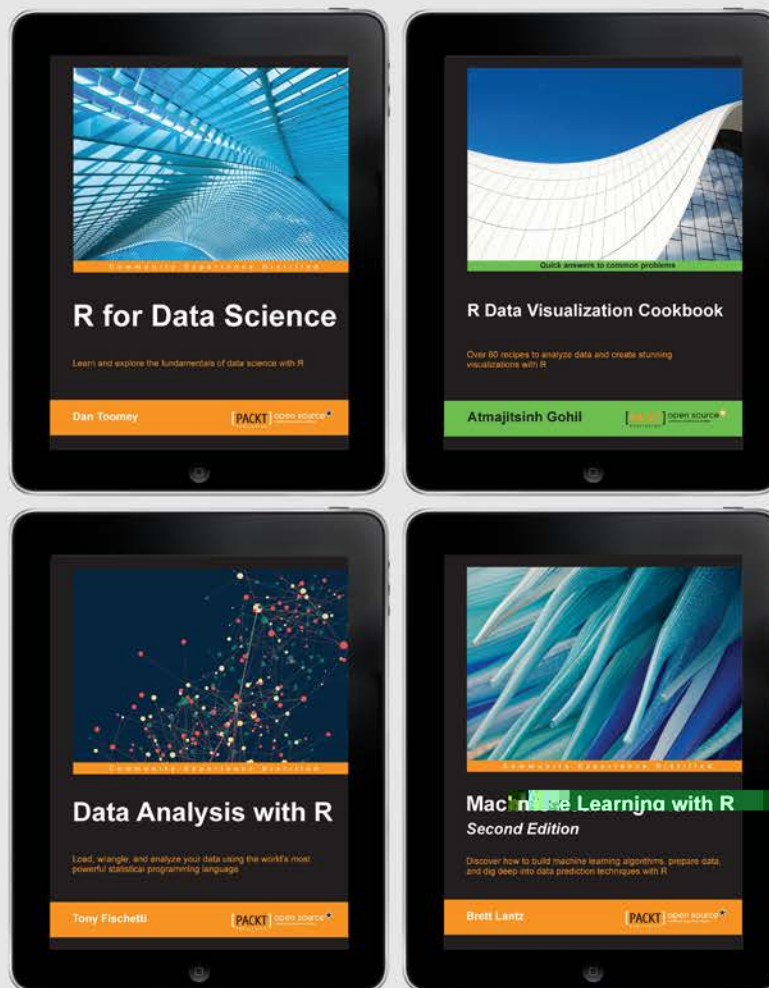 Community Experience Distilled
R for Data Science
Learn and explore the fundamentals of data science with R
Dan Toomey
[PACKT] open source
PUBLISHING
Quick answers to common problems
R Data Visualization Cookbook
Over 80 recipes to analyze data and create stunning
visualizations with R
Atmajitsinh Gohil
[PACKT] open source
PUBLISHING
Community Experience Distilled
Data Analysis with R
Load, wrangle, and analyze your data using the world's most
powerful statistical programming language
Tony Fischetti
[PACKT] open source
PUBLISHING
Community Experience Distilled
Learning with R
Second Edition
Discover how to build machine learning algorithms, prepare data,
and dig deep into data prediction techniques with R
Brett Lantz
[PACKT] open source
PUBLISHING